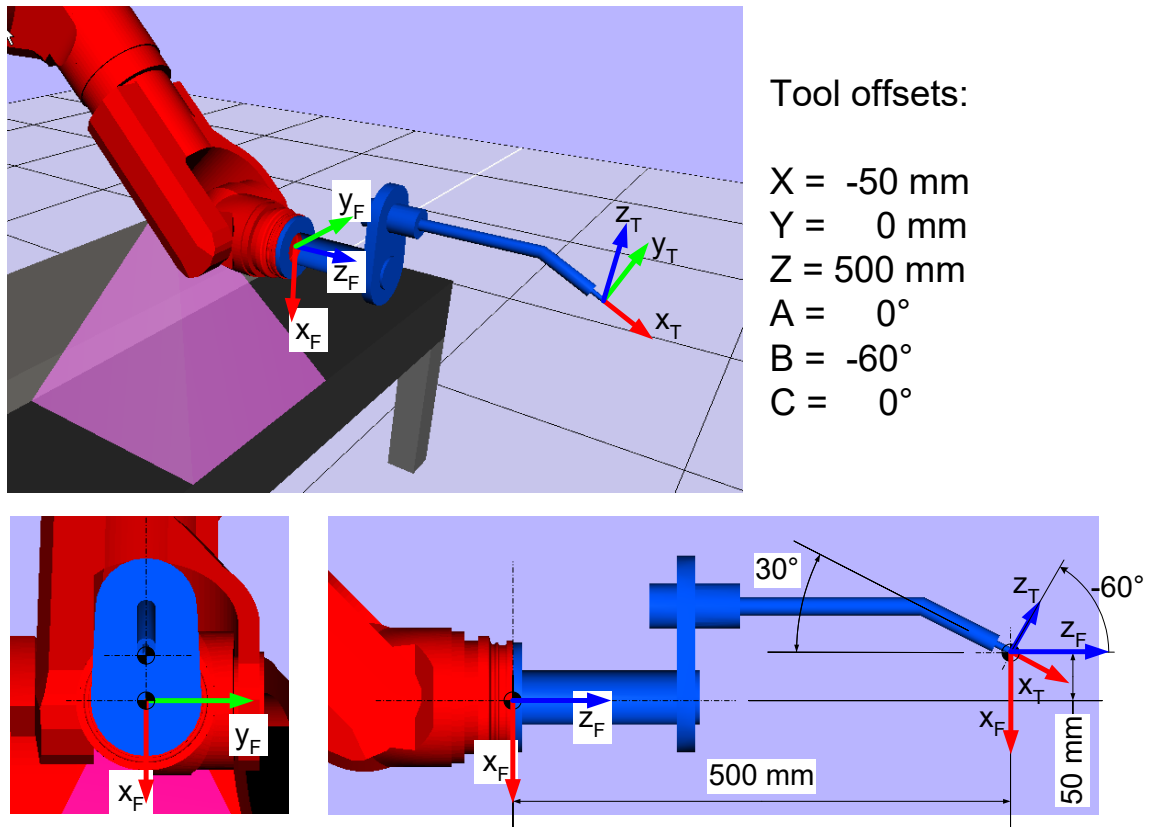 Tool offsets:
X = -50 mm
Y = 0 mm
Z = 500 mm
A = 0°
B = -60°
C = 0°
yF
zF
xF
zT
yT
xT
yF
xF
30°
zT
-60°
zF
xT
xF
zF
xF
500 mm
50 mm